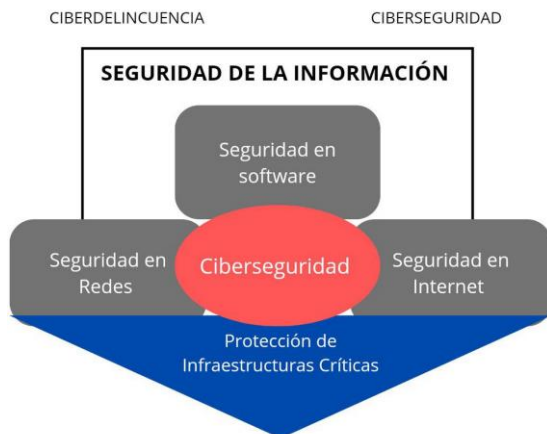 CIBERDELINCUENCIA
CIBERSEGURIDAD
SEGURIDAD DE LA INFORMACIÓN
Seguridad en
software
Seguridad en
Redes
Ciberseguridad
Seguridad en
Internet
Protección de
Infraestructuras Críticas